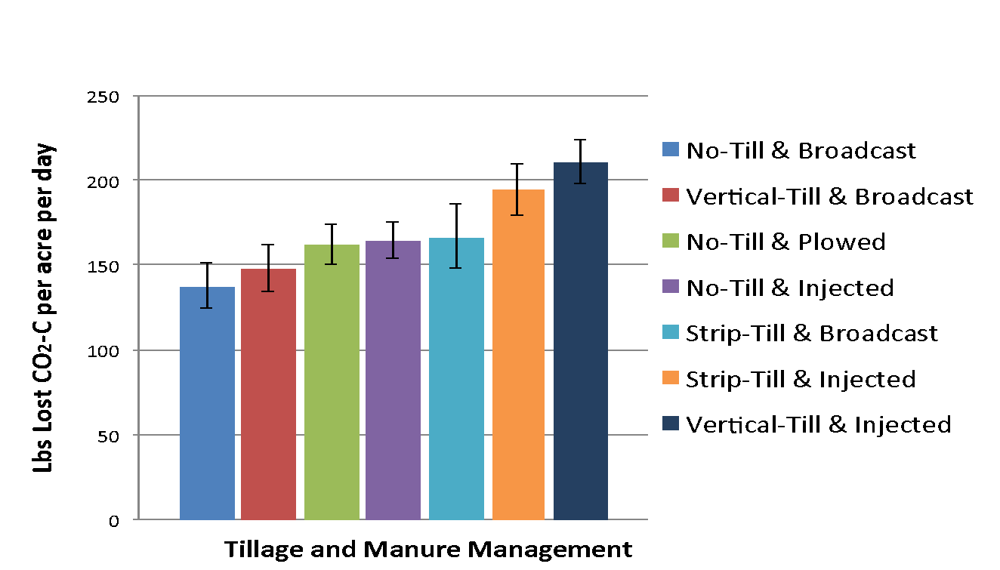 250
200
150
100
50
0
Lbs Lost CO2-C per acre per day
Tillage and Manure Management
No-Till & Broadcast
Vertical-Till & Broadcast
No-Till & Plowed
No-Till & Injected
Strip-Till & Broadcast
Strip-Till & Injected
Vertical-Till & Injected